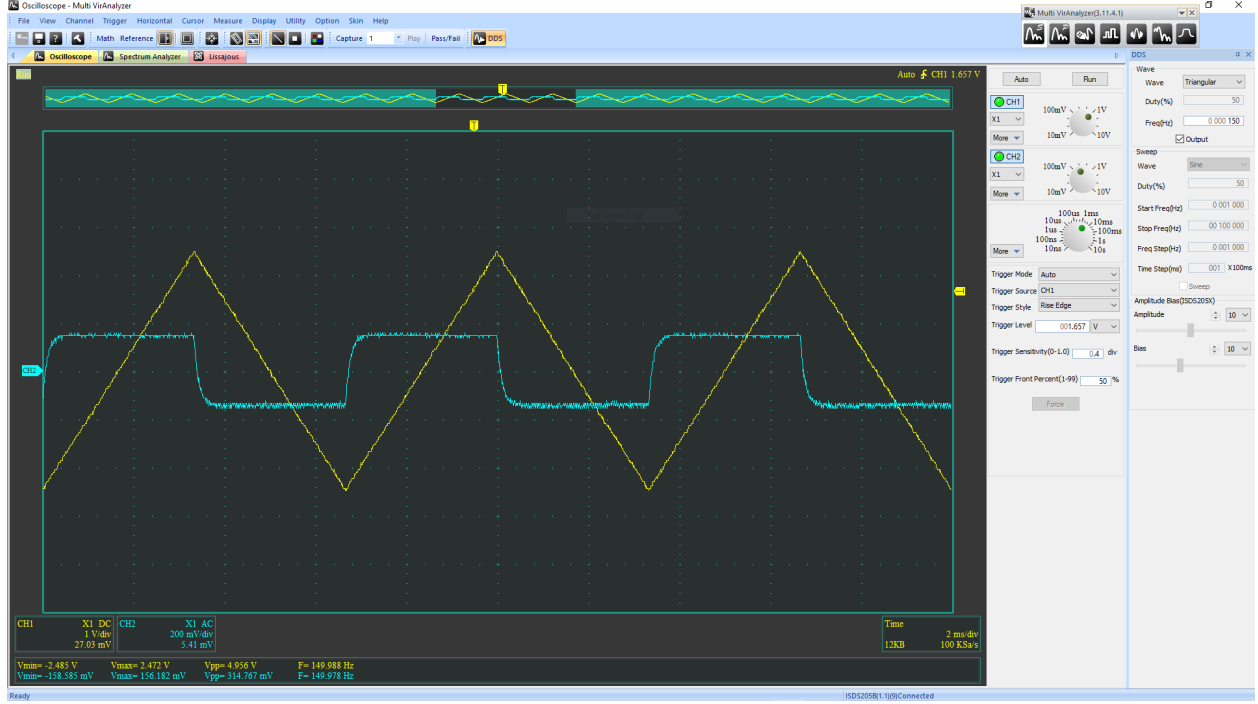 Oscilloscope - Multi VirAnalyzer
File View Channel Trigger Horizontal Cursor Measure Display Utility Option Skin Help
Multi VirAnalyzer(3.11.4.1)
Math Reference Capture 1 Play Pass/Fail DDS
Oscilloscope Spectrum Analyzer Lissajous
Run
Auto CH1 1.657 V
T
T
CH2
CH1 X1 DC
1 V/div
27.03 mV
CH2 X1 AC
200 mV/div
5.41 mV
Time
2 ms/div
12KB 100 KSa/s
Vmin= -2.485 V Vmax= 2.472 V Vpp= 4.956 V F= 149.988 Hz
Vmin= -158.585 mV Vmax= 156.182 mV Vpp= 314.767 mV F= 149.978 Hz
Auto Run
CH1
X1
More
100mV 1V
10mV 10V
CH2
X1
More
100mV 1V
10mV 10V
100us 1ms
10us 10ms
1us 100ms
100ns 1s
10ns 10s
More
Trigger Mode Auto
Trigger Source CH1
Trigger Style Rise Edge
Trigger Level 001.657 V
Trigger Sensitivity(0-1.0) 0.4 div
Trigger Front Percent(1-99) 50 %
Force
DDS
Wave
Wave Triangular
Duty(%) 50
Freq(Hz) 0 000 150
Output
Sweep
Wave Sine
Duty(%) 50
Start Freq(Hz) 0 001 000
Stop Freq(Hz) 00 100 000
Freq Step(Hz) 0 001 000
Time Step(ms) 001 X100ms
Sweep
Amplitude Bias(ISDS205X)
Amplitude 10
Bias 10
Ready
ISDS205B(1.1)(9)Connected